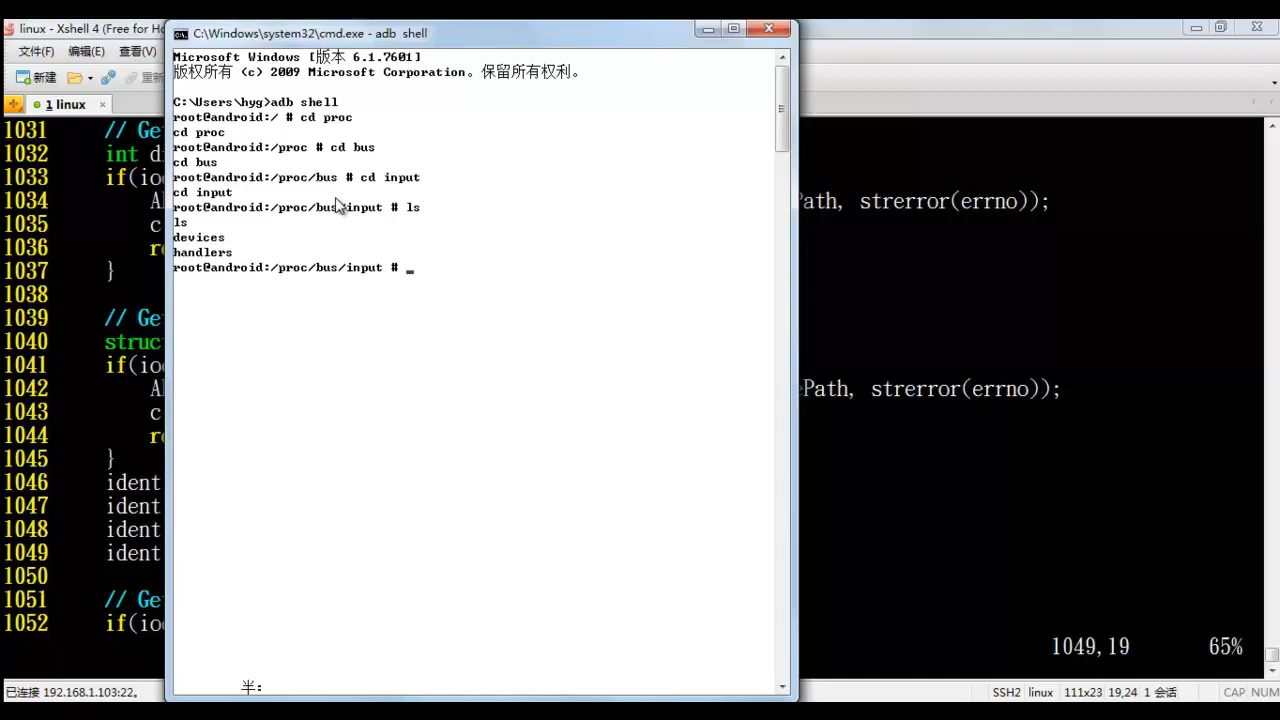 linux - Xshell 4 (Free for Ho
文件(F) 编辑(E) 查看(V)
新建 重新
1 linux ×
C:\Windows\system32\cmd.exe - adb shell
Microsoft Windows [版本 6.1.7601]
版权所有 (c) 2009 Microsoft Corporation。保留所有权利。
C:\Users\hyg>adb shell
root@android:/ # cd proc
cd proc
root@android:/proc # cd bus
cd bus
root@android:/proc/bus # cd input
cd input
root@android:/proc/bus/input # ls
ls
devices
handlers
root@android:/proc/bus/input # _
半:
1031 // Ge
1032 int d
1033 if(io
1034 A Path, strerror(errno));
1035 c
1036 re
1037 }
1038
1039 // Ge
1040 struc
1041 if(io
1042 A ePath, strerror(errno));
1043 c
1044 re
1045 }
1046 ident
1047 ident
1048 ident
1049 ident
1050
1051 // Ge
1052 if(io
1049,19 65%
已连接 192.168.1.103:22。 SSH2 linux 111x23 19,24 1 会话 CAP NUM